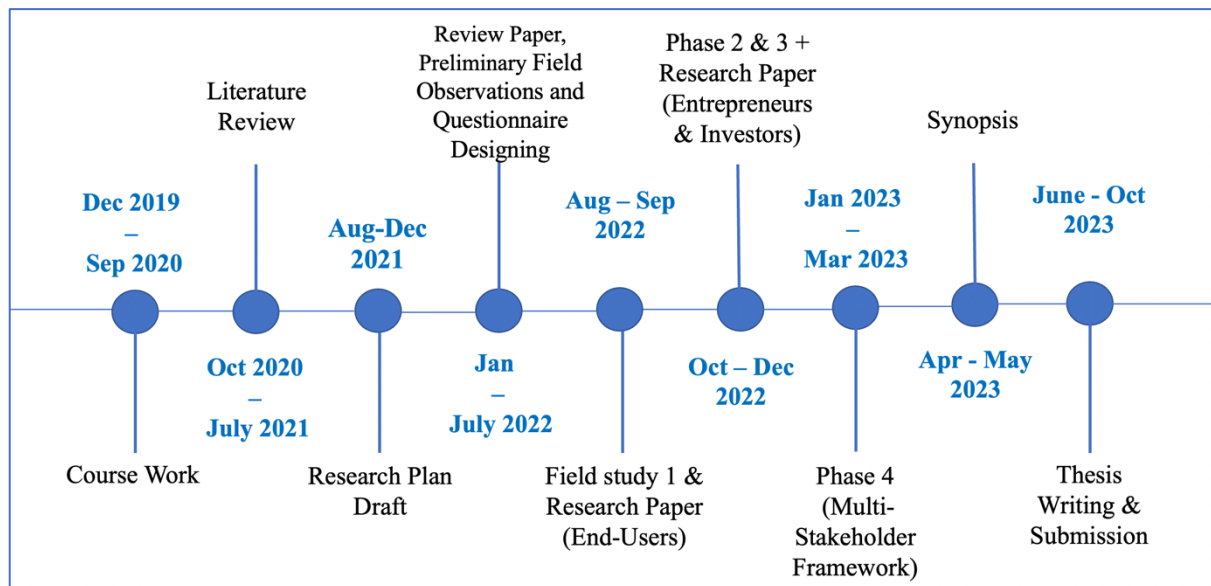 Dec 2019
–
Sep 2020
Course Work
Literature
Review
Oct 2020
–
July 2021
Aug-Dec
2021
Research Plan
Draft
Review Paper,
Preliminary Field
Observations and
Questionnaire
Designing
Jan
–
July 2022
Aug – Sep
2022
Field study 1 &
Research Paper
(End-Users)
Phase 2 & 3 +
Research Paper
(Entrepreneurs
& Investors)
Oct – Dec
2022
Jan 2023
–
Mar 2023
Phase 4
(Multi-
Stakeholder
Framework)
Synopsis
Apr - May
2023
June - Oct
2023
Thesis
Writing &
Submission